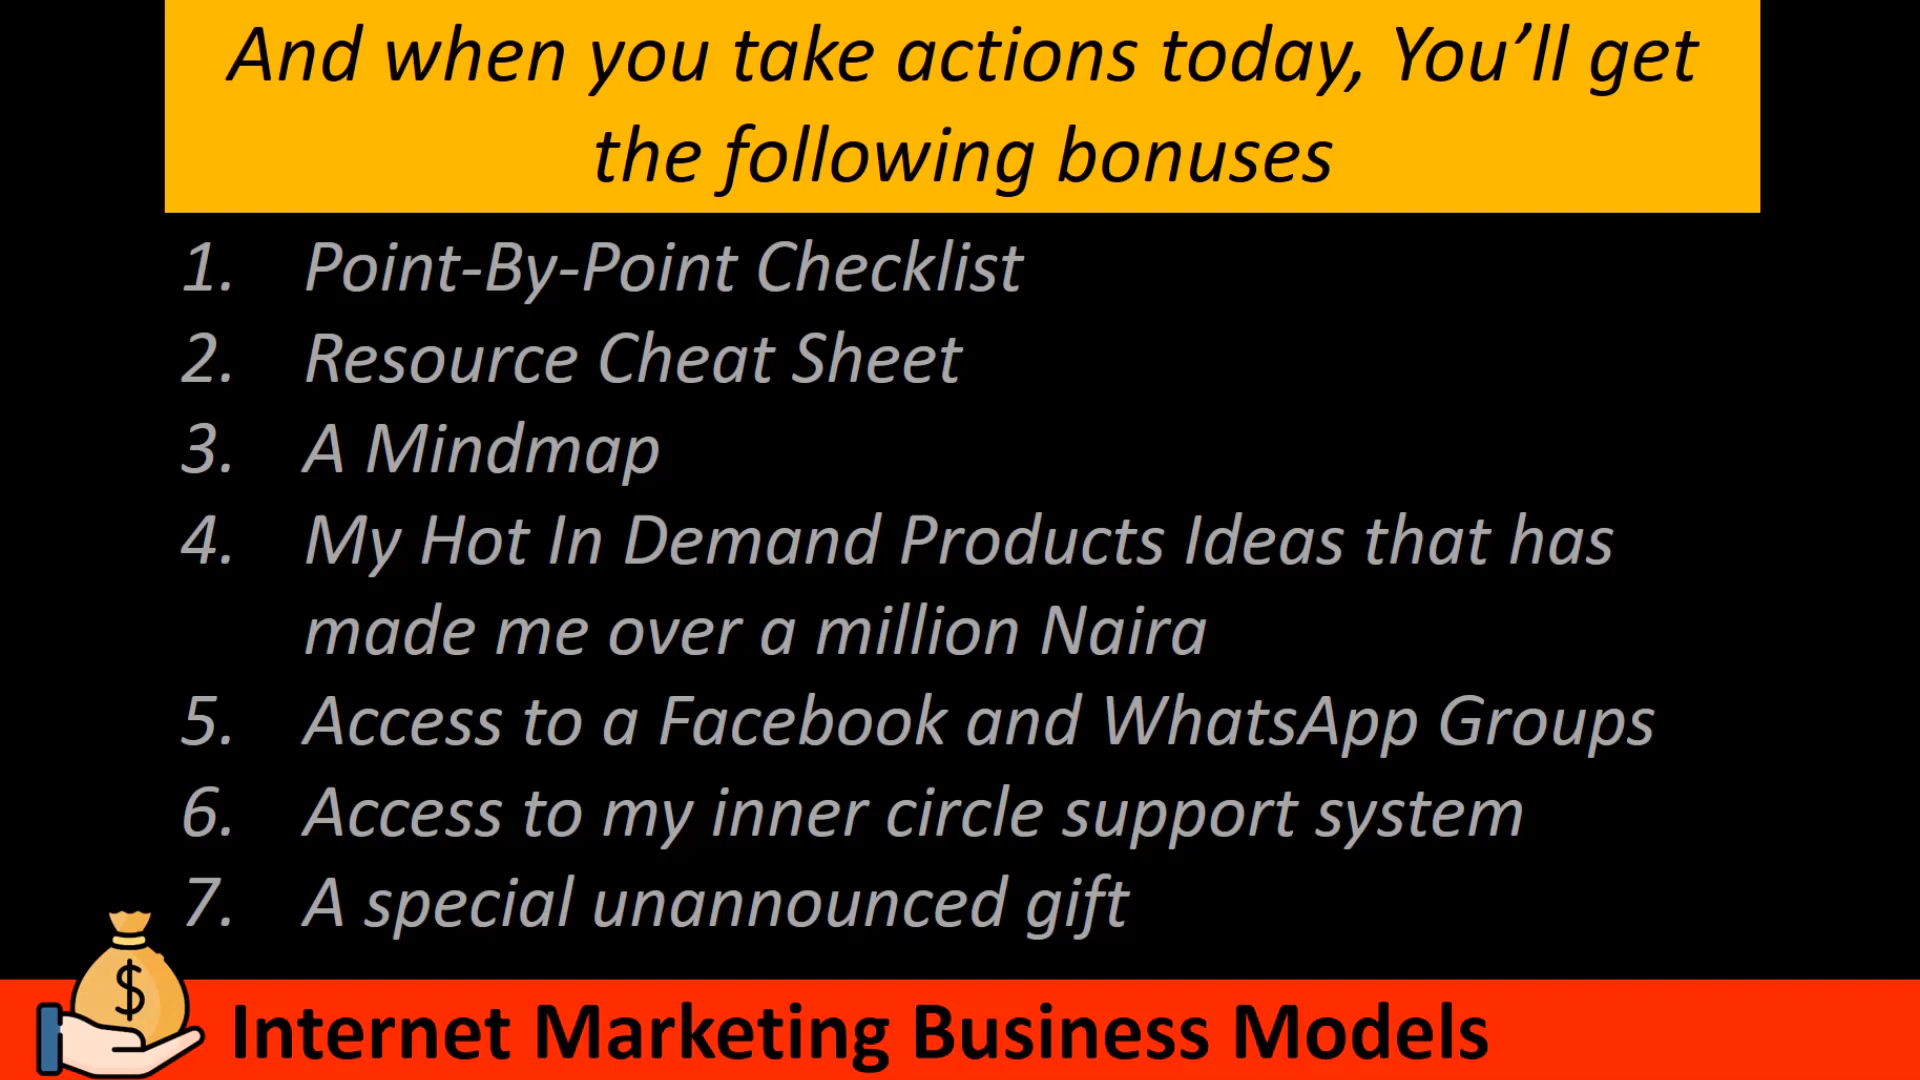 And when you take actions today, You’ll get
the following bonuses
1. Point-By-Point Checklist
2. Resource Cheat Sheet
3. A Mindmap
4. My Hot In Demand Products Ideas that has
made me over a million Naira
5. Access to a Facebook and WhatsApp Groups
6. Access to my inner circle support system
7. A special unannounced gift
$
Internet Marketing Business Models